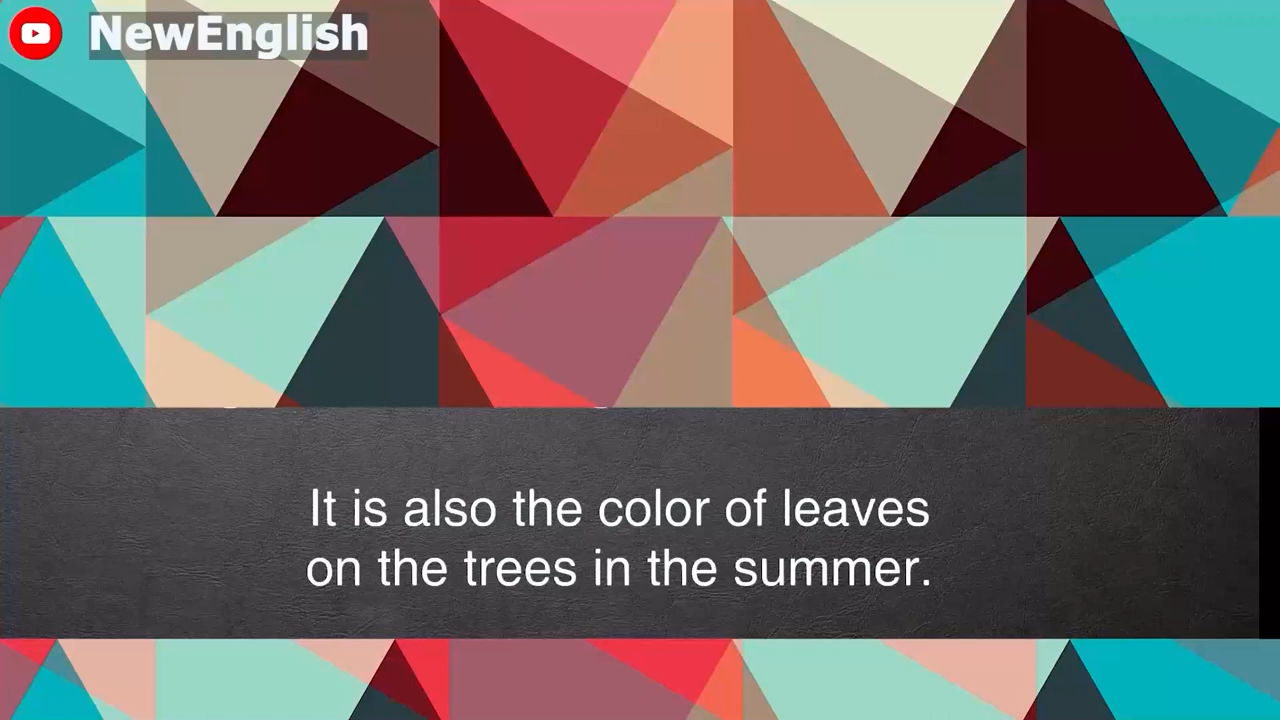 NewEnglish
It is also the color of leaves
on the trees in the summer.